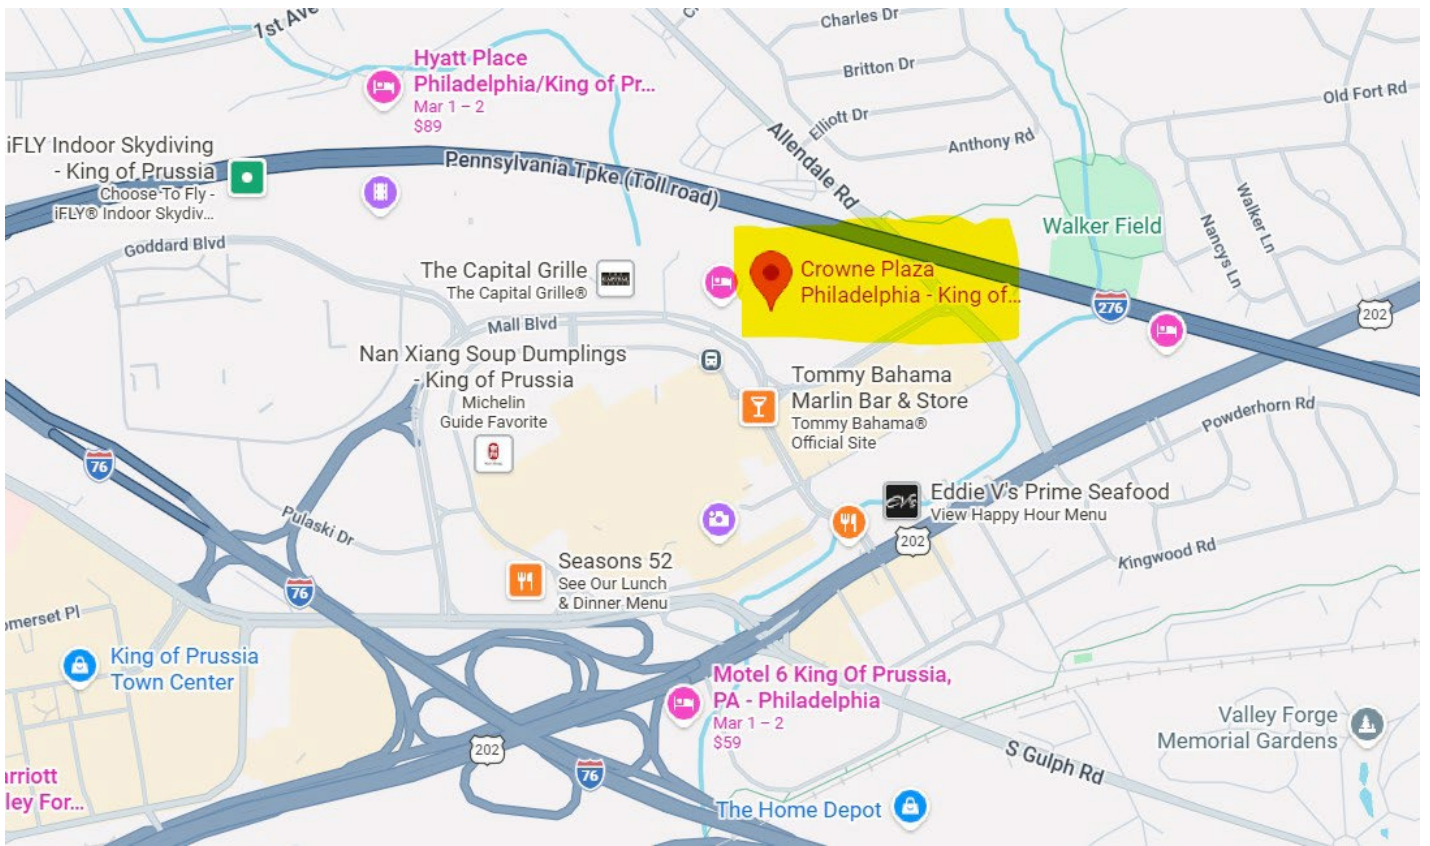 1st Ave
Charles Dr
Britton Dr
Elliott Dr
Anthony Rd
Old Fort Rd
Hyatt Place
Philadelphia/King of Pr...
Mar 1 – 2
$89
Allendale Rd
iFLY Indoor Skydiving
- King of Prussia
Choose To Fly -
iFLY® Indoor Skydiv...
Pennsylvania Tpke (Toll road)
Walker Field
Walker Ln
Nancys Ln
Goddard Blvd
The Capital Grille
The Capital Grille®
Crowne Plaza
Philadelphia - King of...
276
202
Mall Blvd
Nan Xiang Soup Dumplings
- King of Prussia
Michelin
Guide Favorite
Tommy Bahama
Marlin Bar & Store
Tommy Bahama®
Official Site
Powderhorn Rd
76
Pulaski Dr
Eddie V's Prime Seafood
View Happy Hour Menu
202
Kingwood Rd
Seasons 52
See Our Lunch
& Dinner Menu
76
omerset Pl
King of Prussia
Town Center
Motel 6 King Of Prussia,
PA - Philadelphia
Mar 1 – 2
$59
Valley Forge
Memorial Gardens
202
76
S Gulph Rd
arriott
ley For...
The Home Depot